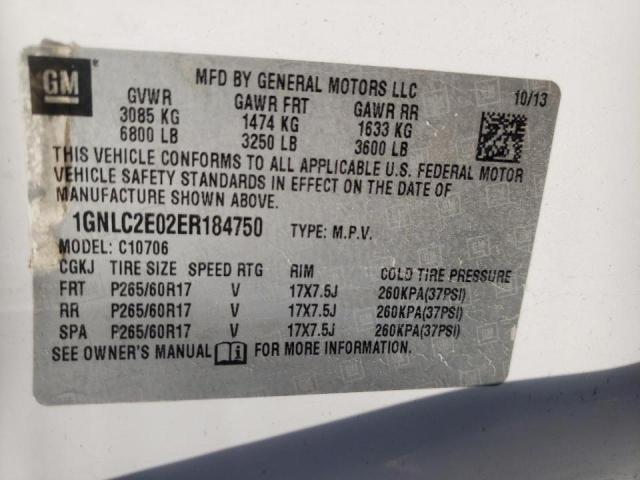 GM ®
MFD BY GENERAL MOTORS LLC
10/13
GVWR GAWR FRT GAWR RR
3085 KG 1474 KG 1633 KG
6800 LB 3250 LB 3600 LB
THIS VEHICLE CONFORMS TO ALL APPLICABLE U.S. FEDERAL MOTOR
VEHICLE SAFETY STANDARDS IN EFFECT ON THE DATE OF
MANUFACTURE SHOWN ABOVE.
1GNLC2E02ER184750 TYPE: M.P.V.
MODEL: C10706
CGKJ TIRE SIZE SPEED RTG RIM COLD TIRE PRESSURE
FRT P265/60R17 V 17X7.5J 260KPA(37PSI)
RR P265/60R17 V 17X7.5J 260KPA(37PSI)
SPA P265/60R17 V 17X7.5J 260KPA(37PSI)
SEE OWNER'S MANUAL i FOR MORE INFORMATION.